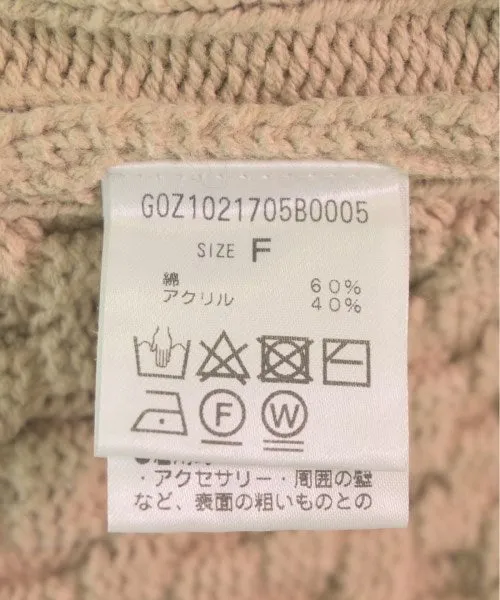 G0Z1021705B0005
SIZE F
綿 60%
アクリル 40%
F W
・アクセサリー・周囲の壁
など、表面の粗いものとの